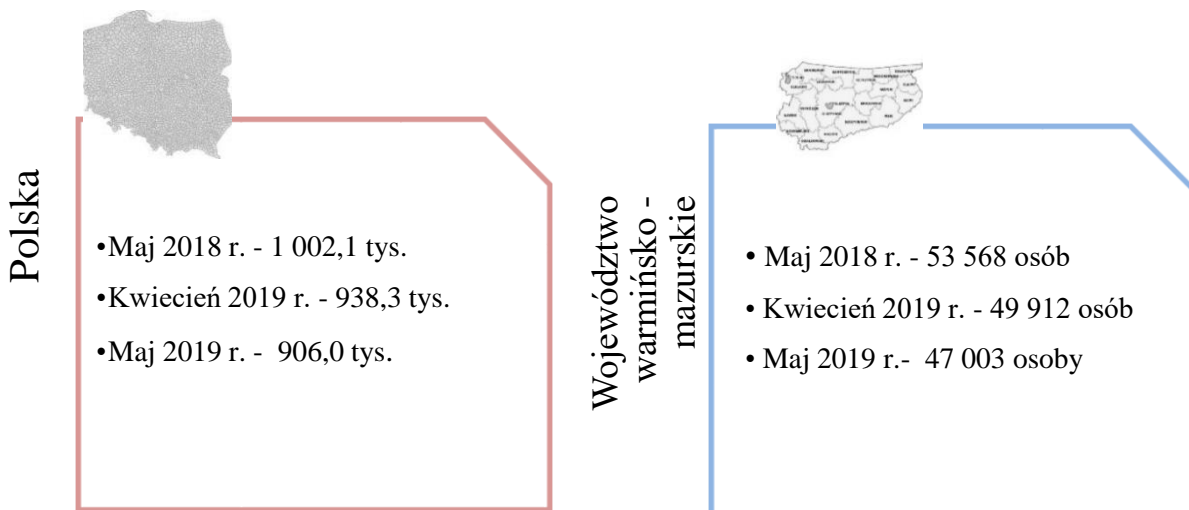 Polska
•Maj 2018 r. - 1 002,1 tys.
•Kwiecień 2019 r. - 938,3 tys.
•Maj 2019 r. - 906,0 tys.
Województwo
warmińsko -
mazurskie
• Maj 2018 r. - 53 568 osób
• Kwiecień 2019 r. - 49 912 osób
• Maj 2019 r.- 47 003 osoby